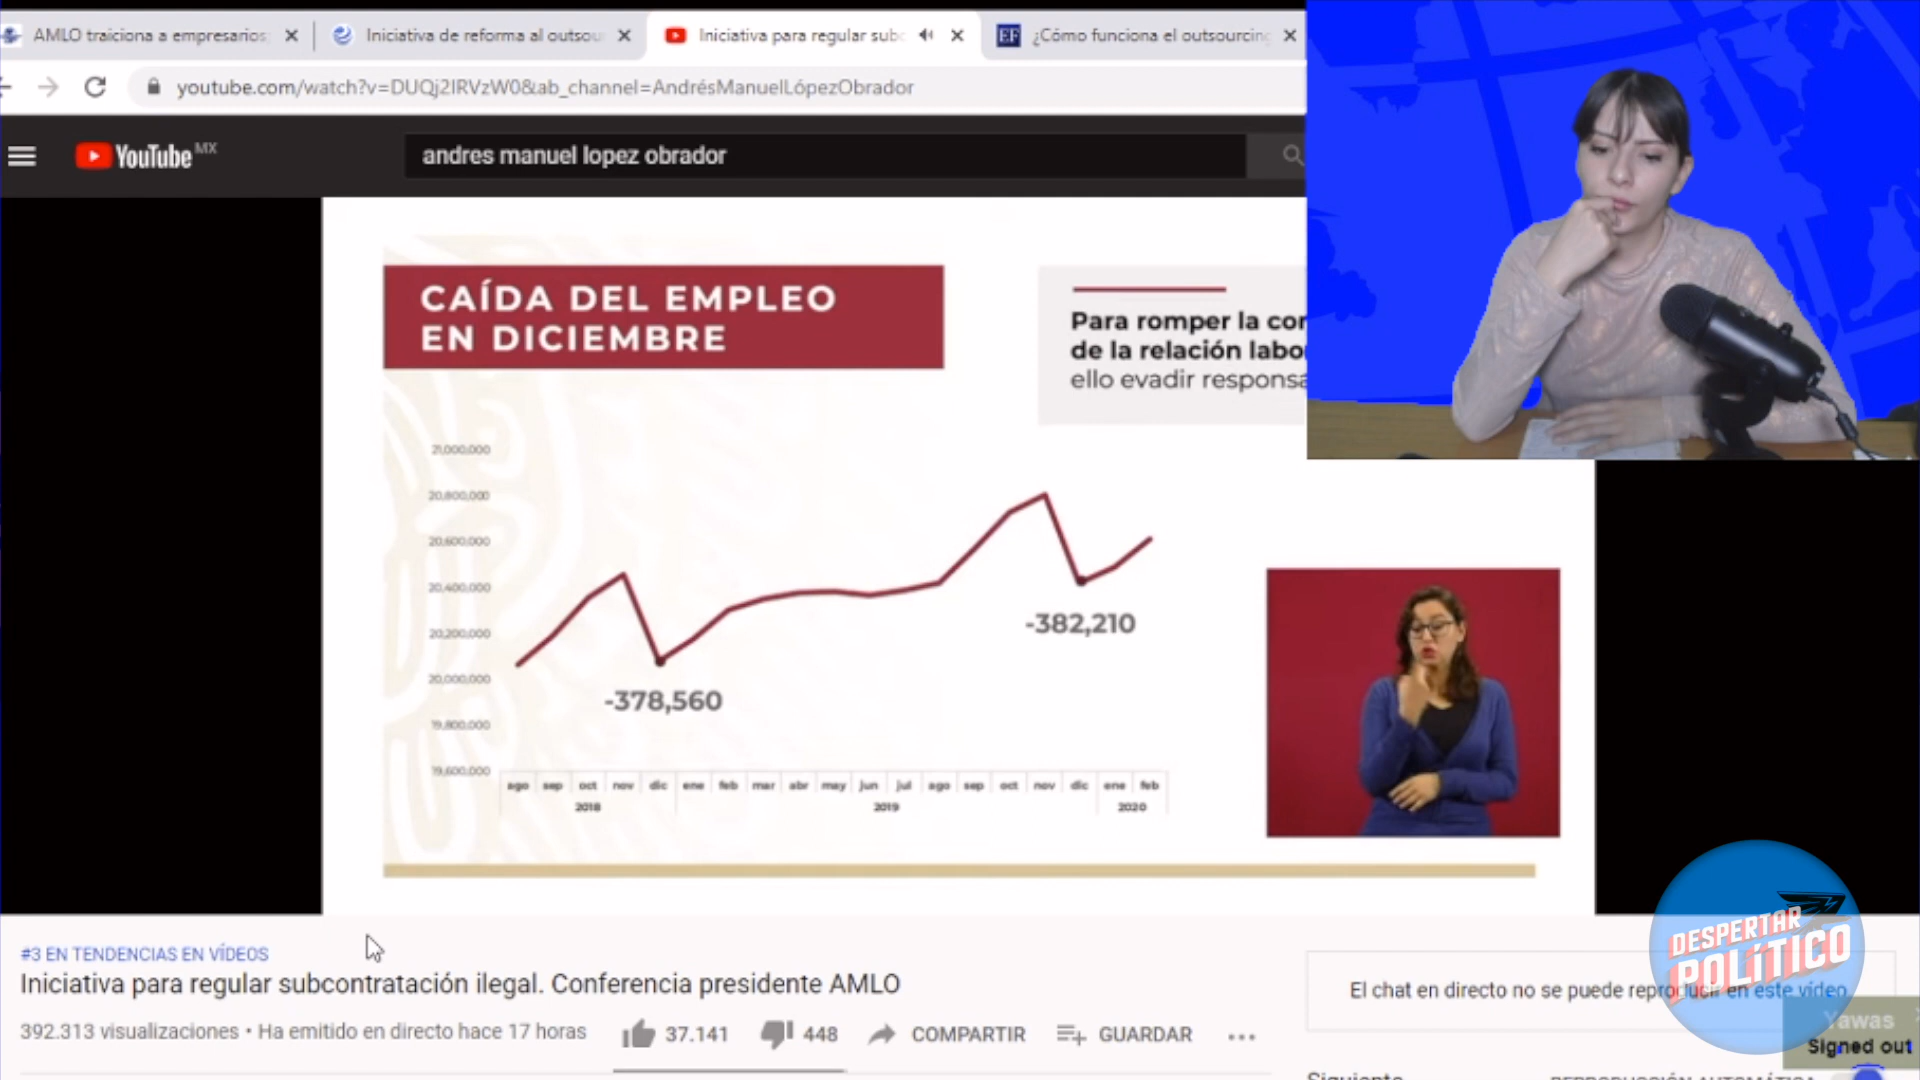 AMLO traiciona a empresarios
Iniciativa de reforma al outsour
Iniciativa para regular sub
¿Cómo funciona el outsourcing
youtube.com/watch?v=DUQj2IRVzW0&ab_channel=AndrésManuelLópezObrador
YouTube MX
andres manuel lopez obrador
CAÍDA DEL EMPLEO
EN DICIEMBRE
Para romper la con
de la relación labo
ello evadir responsa
21,000,000
20,800,000
20,600,000
20,400,000
20,200,000
20,000,000
19,800,000
19,600,000
-378,560
-382,210
ago sep oct nov dic ene feb mar abr may jun jul ago sep oct nov dic ene feb
2018 2019 2020
#3 EN TENDENCIAS EN VÍDEOS
Iniciativa para regular subcontratación ilegal. Conferencia presidente AMLO
392.313 visualizaciones • Ha emitido en directo hace 17 horas
37.141 448 COMPARTIR GUARDAR
El chat en directo no se puede reproducir en este vídeo.
DESPERTAR
POLÍTICO
Yawas
Signed out
Siguiente
REPRODUCCIÓN AUTOMÁTICA